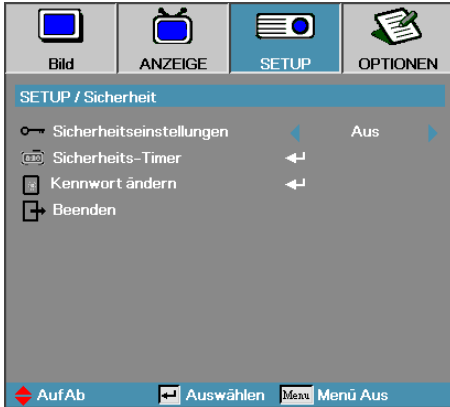 Bild ANZEIGE SETUP OPTIONEN
SETUP / Sicherheit
Sicherheitseinstellungen Aus
Sicherheits-Timer
Kennwort ändern
Beenden
AufAb Auswählen Menu Menü Aus